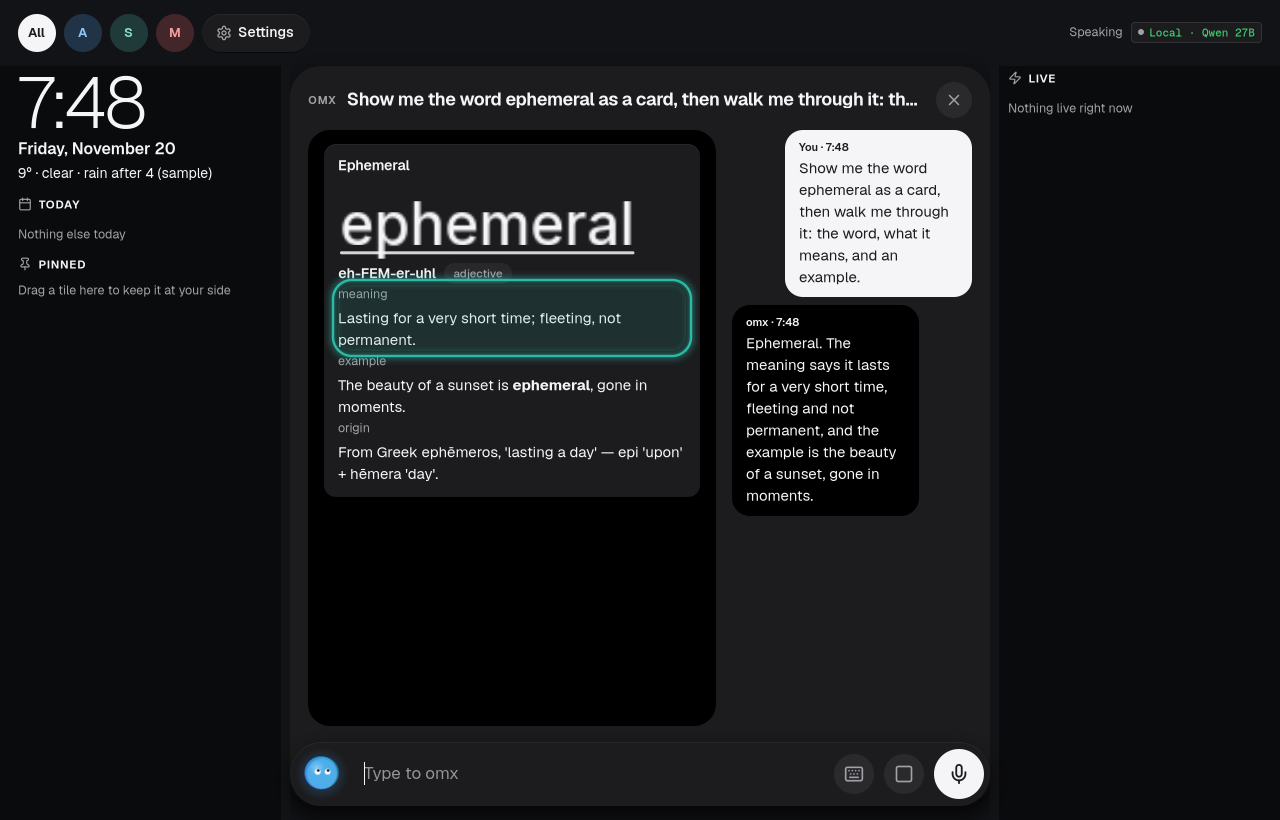 All
A
S
M
Settings
Speaking
Local · Qwen 27B
7:48
Friday, November 20
9° · clear · rain after 4 (sample)
TODAY
Nothing else today
PINNED
Drag a tile here to keep it at your side
OMX
Show me the word ephemeral as a card, then walk me through it: th...
Ephemeral
ephemeral
eh-FEM-er-uhl
adjective
meaning
Lasting for a very short time; fleeting, not
permanent.
example
The beauty of a sunset is ephemeral, gone in
moments.
origin
From Greek ephēmeros, 'lasting a day' — epi 'upon'
+ hēmera 'day'.
You · 7:48
Show me the word
ephemeral as a card,
then walk me through
it: the word, what it
means, and an
example.
omx · 7:48
Ephemeral. The
meaning says it lasts
for a very short time,
fleeting and not
permanent, and the
example is the beauty
of a sunset, gone in
moments.
Type to omx
LIVE
Nothing live right now